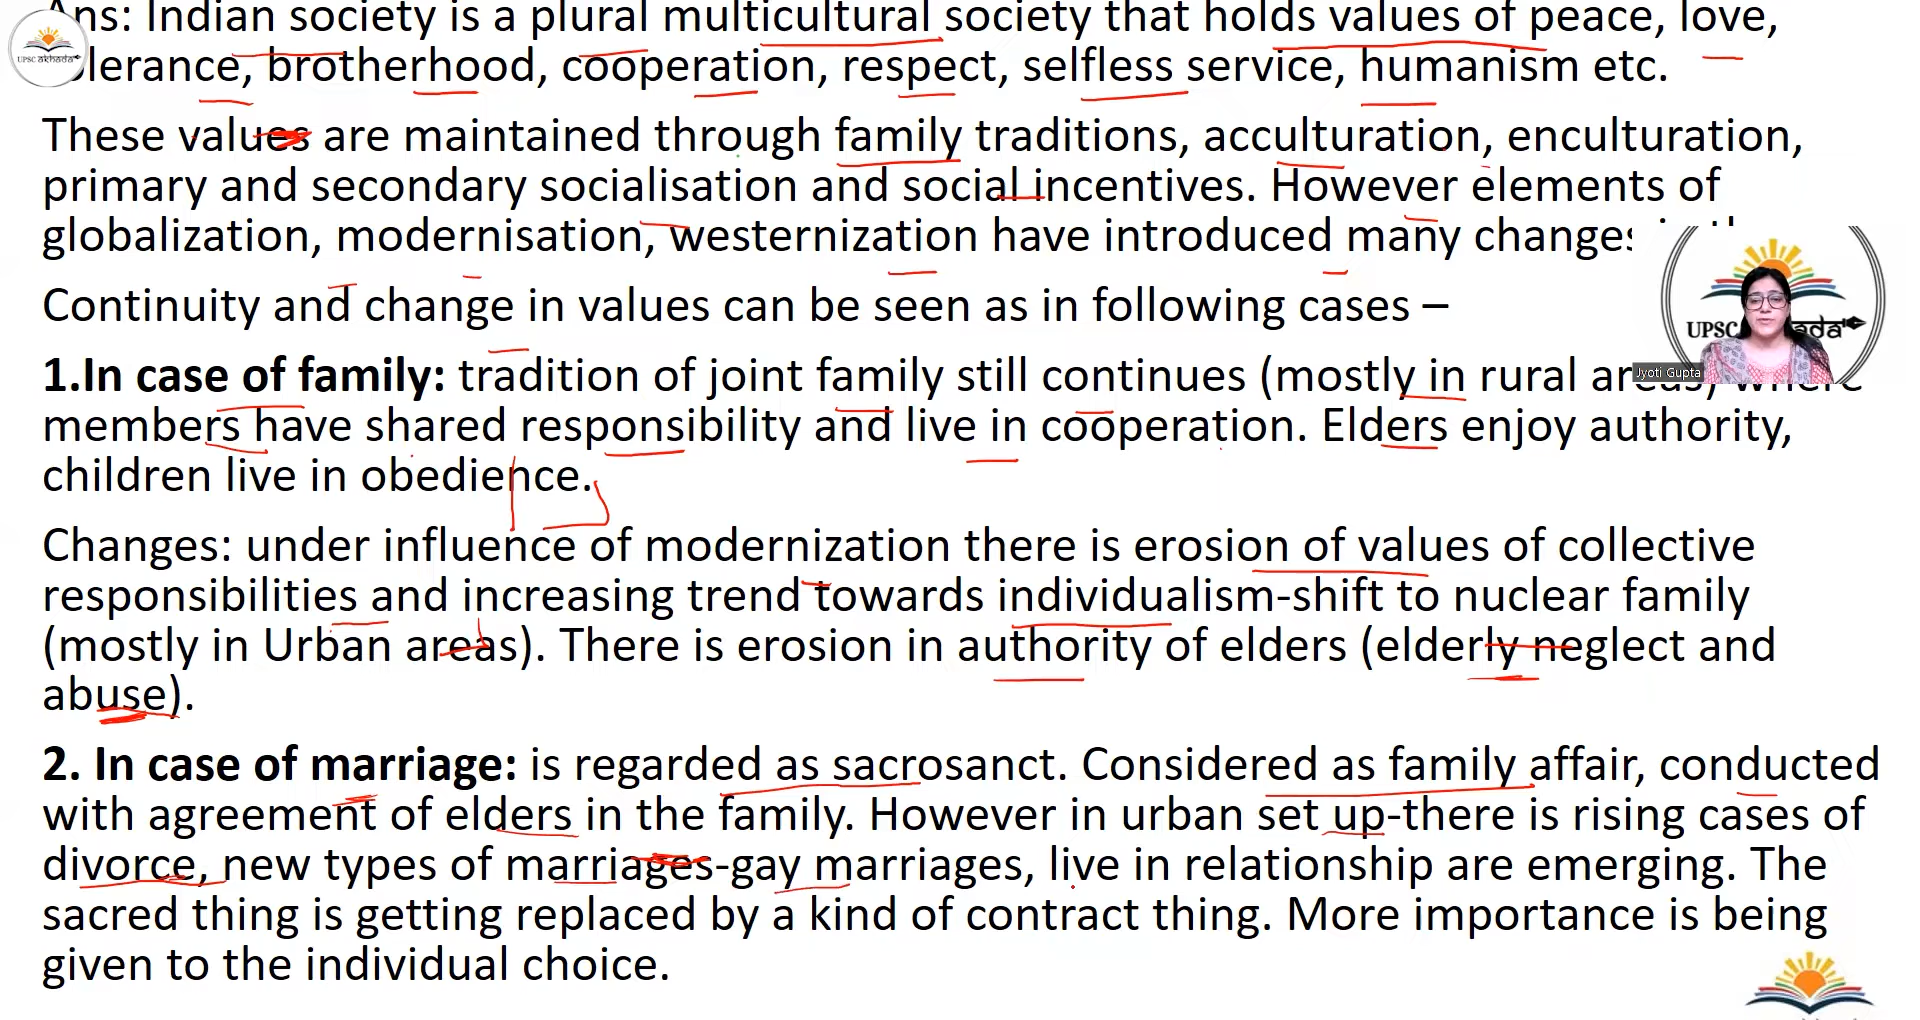 Ans: Indian society is a plural multicultural society that holds values of peace, love,
tolerance, brotherhood, cooperation, respect, selfless service, humanism etc.
These values are maintained through family traditions, acculturation, enculturation,
primary and secondary socialisation and social incentives. However elements of
globalization, modernisation, westernization have introduced many changes
Continuity and change in values can be seen as in following cases –
1.In case of family: tradition of joint family still continues (mostly in rural areas) where
members have shared responsibility and live in cooperation. Elders enjoy authority,
children live in obedience.
Changes: under influence of modernization there is erosion of values of collective
responsibilities and increasing trend towards individualism-shift to nuclear family
(mostly in Urban areas). There is erosion in authority of elders (elderly neglect and
abuse).
2. In case of marriage: is regarded as sacrosanct. Considered as family affair, conducted
with agreement of elders in the family. However in urban set up-there is rising cases of
divorce, new types of marriages-gay marriages, live in relationship are emerging. The
sacred thing is getting replaced by a kind of contract thing. More importance is being
given to the individual choice.
UPSC akhada
UPSC
Jyoti Gupta